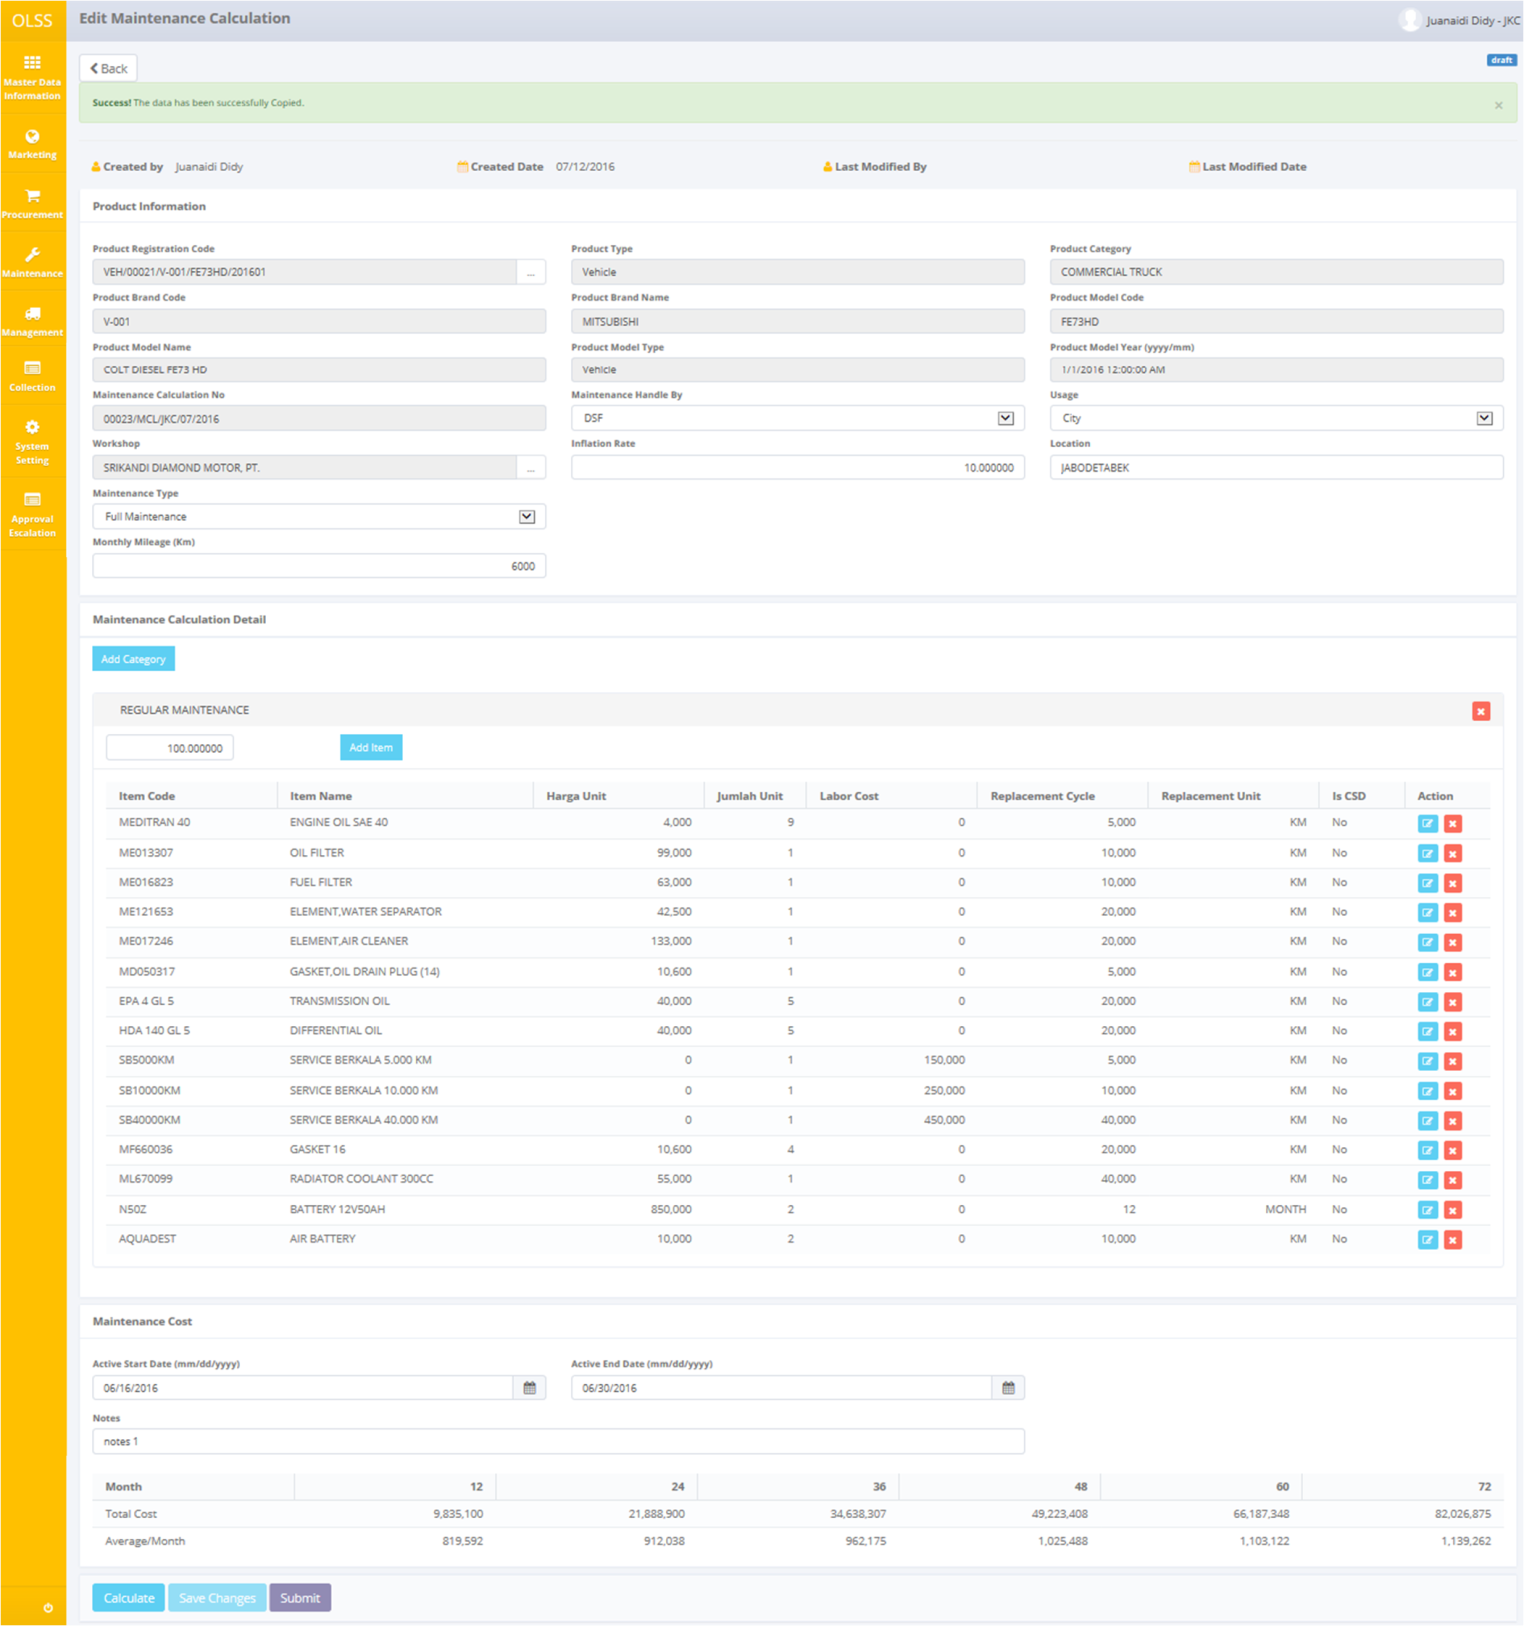 OLSS
Edit Maintenance Calculation
Juanaidi Didy - JKC
Master Data
Information
Marketing
Procurement
Maintenance
Management
Collection
System
Setting
Approval
Escalation
Back
draft
Success! The data has been successfully Copied.
×
Created by Juanaidi Didy Created Date 07/12/2016 Last Modified By Last Modified Date
Product Information
Product Registration Code Product Type Product Category
VEH/00021/V-001/FE73HD/201601 ... Vehicle COMMERCIAL TRUCK
Product Brand Code Product Brand Name Product Model Code
V-001 MITSUBISHI FE73HD
Product Model Name Product Model Type Product Model Year (yyyy/mm)
COLT DIESEL FE73 HD Vehicle 1/1/2016 12:00:00 AM
Maintenance Calculation No Maintenance Handle By Usage
00023/MCL/JKC/07/2016 DSF City
Workshop Inflation Rate Location
SRIKANDI DIAMOND MOTOR, PT. ... 10.000000 JABODETABEK
Maintenance Type
Full Maintenance
Monthly Mileage (Km)
6000
Maintenance Calculation Detail
Add Category
REGULAR MAINTENANCE
100.000000 Add Item
Item Code Item Name Harga Unit Jumlah Unit Labor Cost Replacement Cycle Replacement Unit Is CSD Action
MEDITRAN 40 ENGINE OIL SAE 40 4,000 9 0 5,000 KM No
ME013307 OIL FILTER 99,000 1 0 10,000 KM No
ME016823 FUEL FILTER 63,000 1 0 10,000 KM No
ME121653 ELEMENT,WATER SEPARATOR 42,500 1 0 20,000 KM No
ME017246 ELEMENT,AIR CLEANER 133,000 1 0 20,000 KM No
MD050317 GASKET,OIL DRAIN PLUG (14) 10,600 1 0 5,000 KM No
EPA 4 GL 5 TRANSMISSION OIL 40,000 5 0 20,000 KM No
HDA 140 GL 5 DIFFERENTIAL OIL 40,000 5 0 20,000 KM No
SB5000KM SERVICE BERKALA 5.000 KM 0 1 150,000 5,000 KM No
SB10000KM SERVICE BERKALA 10.000 KM 0 1 250,000 10,000 KM No
SB40000KM SERVICE BERKALA 40.000 KM 0 1 450,000 40,000 KM No
MF660036 GASKET 16 10,600 4 0 20,000 KM No
ML670099 RADIATOR COOLANT 300CC 55,000 1 0 40,000 KM No
N50Z BATTERY 12V50AH 850,000 2 0 12 MONTH No
AQUADEST AIR BATTERY 10,000 2 0 10,000 KM No
Maintenance Cost
Active Start Date (mm/dd/yyyy) Active End Date (mm/dd/yyyy)
06/16/2016 06/30/2016
Notes
notes 1
Month 12 24 36 48 60 72
Total Cost 9,835,100 21,888,900 34,638,307 49,223,408 66,187,348 82,026,875
Average/Month 819,592 912,038 962,175 1,025,488 1,103,122 1,139,262
Calculate Save Changes Submit